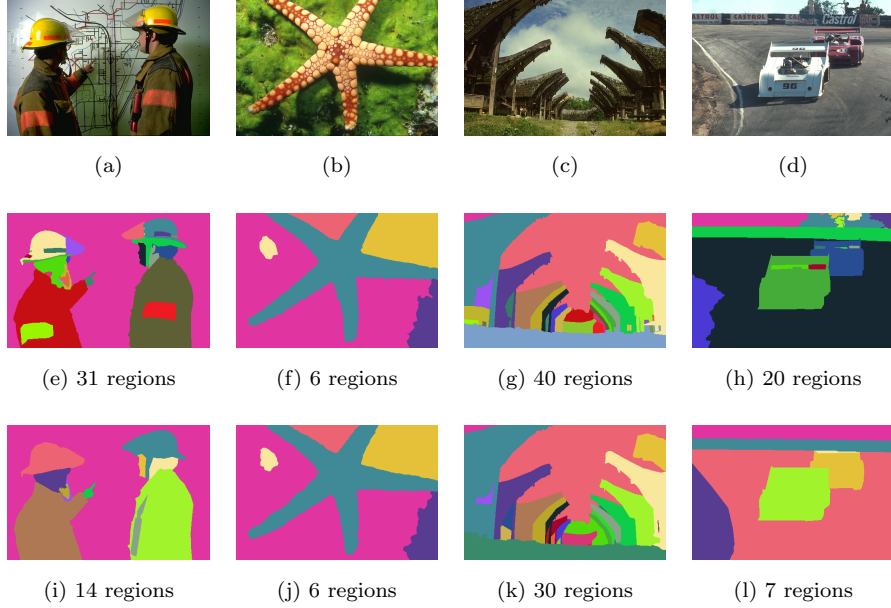 CASTROL CASTROL Castrol
96
96
(a) (b) (c) (d)
(e) 31 regions (f) 6 regions (g) 40 regions (h) 20 regions
(i) 14 regions (j) 6 regions (k) 30 regions (l) 7 regions